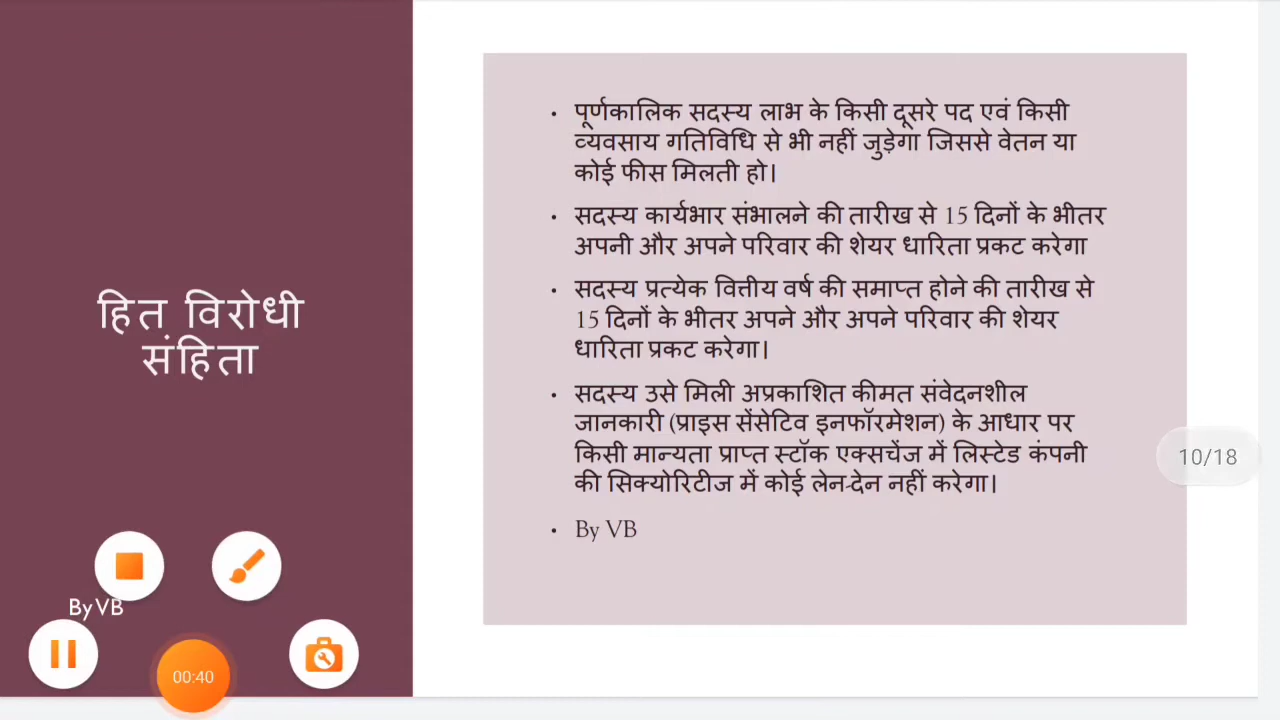 हित विरोधी
संहिता
• पूर्णकालिक सदस्य लाभ के किसी दूसरे पद एवं किसी
व्यवसाय गतिविधि से भी नहीं जुड़ेगा जिससे वेतन या
कोई फीस मिलती हो।
• सदस्य कार्यभार संभालने की तारीख से 15 दिनों के भीतर
अपनी और अपने परिवार की शेयर धारिता प्रकट करेगा
• सदस्य प्रत्येक वित्तीय वर्ष की समाप्त होने की तारीख से
15 दिनों के भीतर अपने और अपने परिवार की शेयर
धारिता प्रकट करेगा।
• सदस्य उसे मिली अप्रकाशित कीमत संवेदनशील
जानकारी (प्राइस सेंसेटिव इनफॉरमेशन) के आधार पर
किसी मान्यता प्राप्त स्टॉक एक्सचेंज में लिस्टेड कंपनी
की सिक्योरिटीज में कोई लेन-देन नहीं करेगा।
• By VB
10/18
By VB
00:40